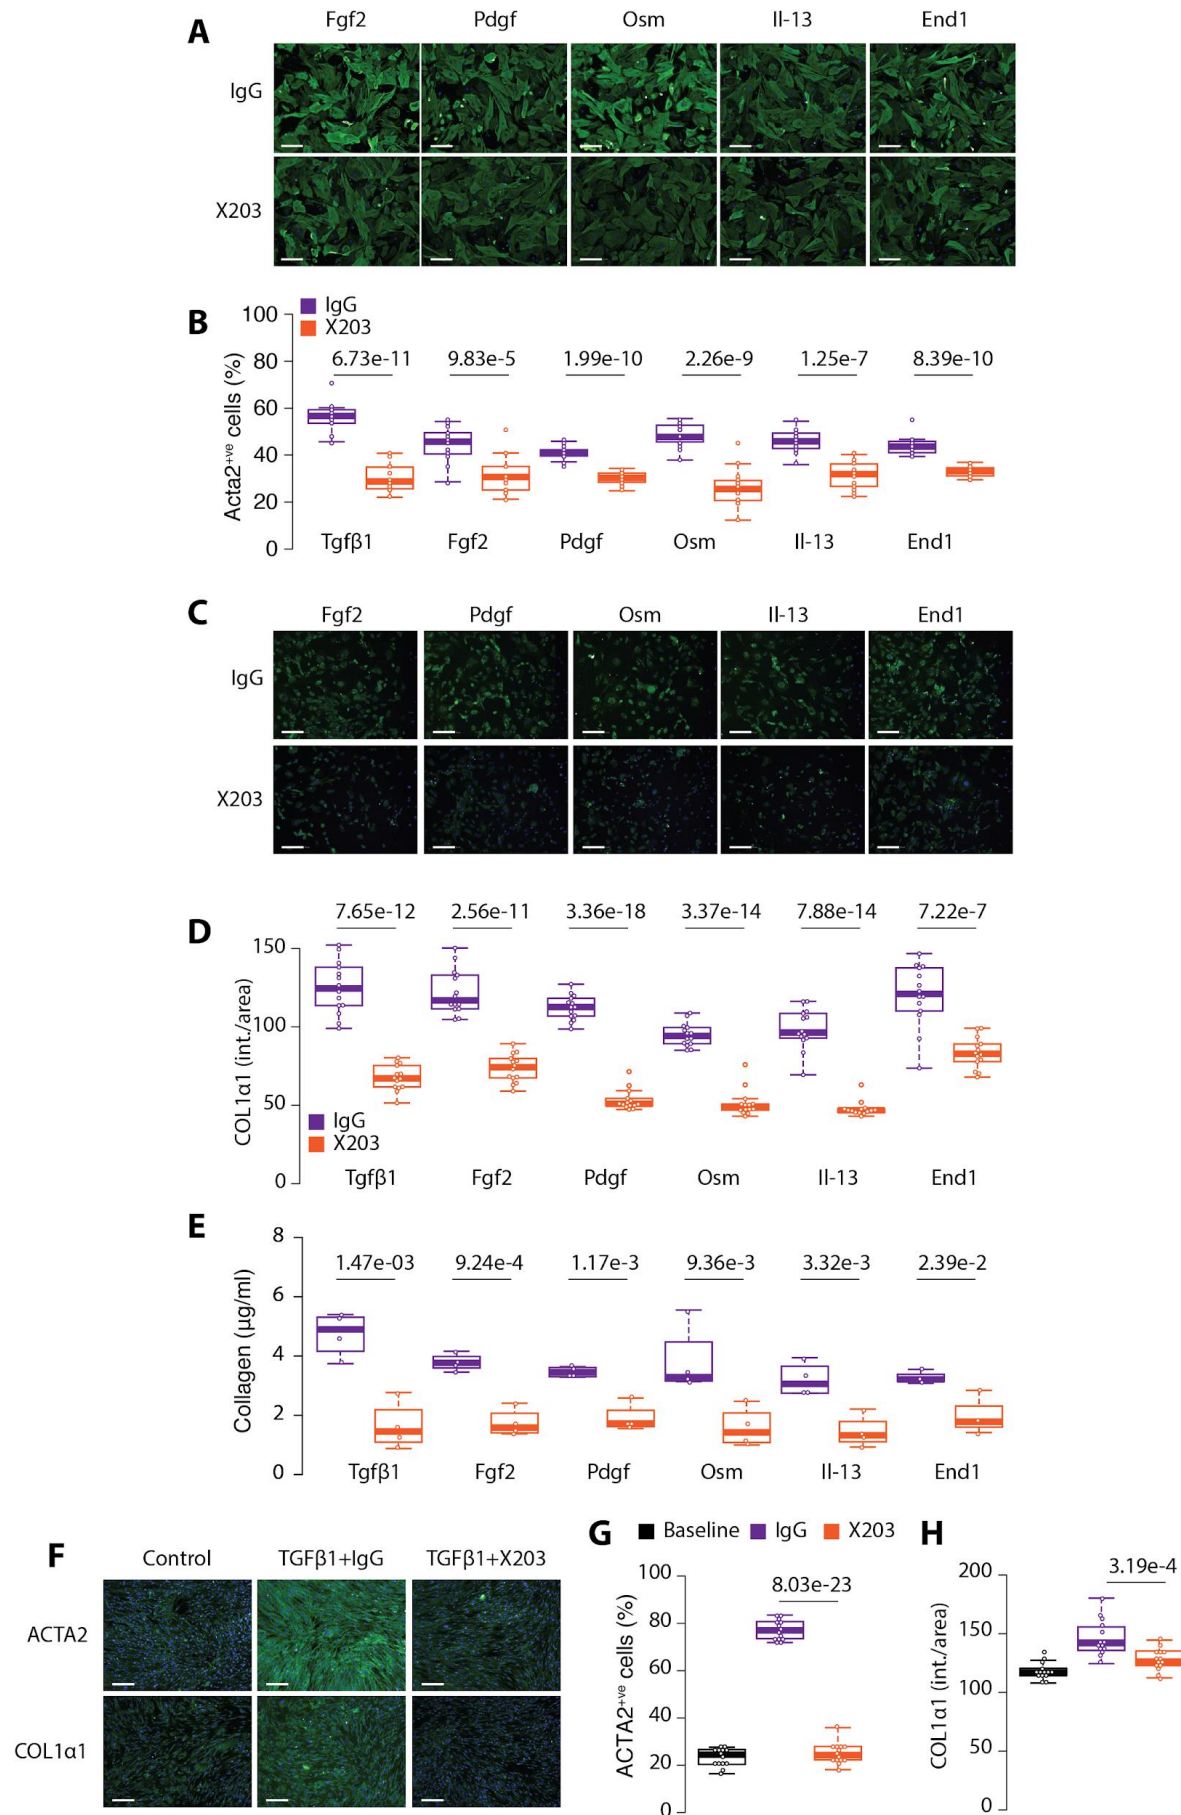 A
Fgf2 Pdgf Osm Il-13 End1
IgG
X203
B
IgG
X203
100
80
60
40
20
0
Acta2+ve cells (%)
6.73e-11 9.83e-5 1.99e-10 2.26e-9 1.25e-7 8.39e-10
Tgfβ1 Fgf2 Pdgf Osm Il-13 End1
C
Fgf2 Pdgf Osm Il-13 End1
IgG
X203
D
7.65e-12 2.56e-11 3.36e-18 3.37e-14 7.88e-14 7.22e-7
150
100
50
0
COL1α1 (int./area)
IgG
X203
Tgfβ1 Fgf2 Pdgf Osm Il-13 End1
E
8
6
4
2
0
Collagen (μg/ml)
1.47e-03 9.24e-4 1.17e-3 9.36e-3 3.32e-3 2.39e-2
Tgfβ1 Fgf2 Pdgf Osm Il-13 End1
F
Control TGFβ1+IgG TGFβ1+X203
ACTA2
COL1α1
G
Baseline IgG X203
100
80
60
40
20
0
ACTA2+ve cells (%)
8.03e-23
H
200
150
100
50
0
COL1α1 (int./area)
3.19e-4